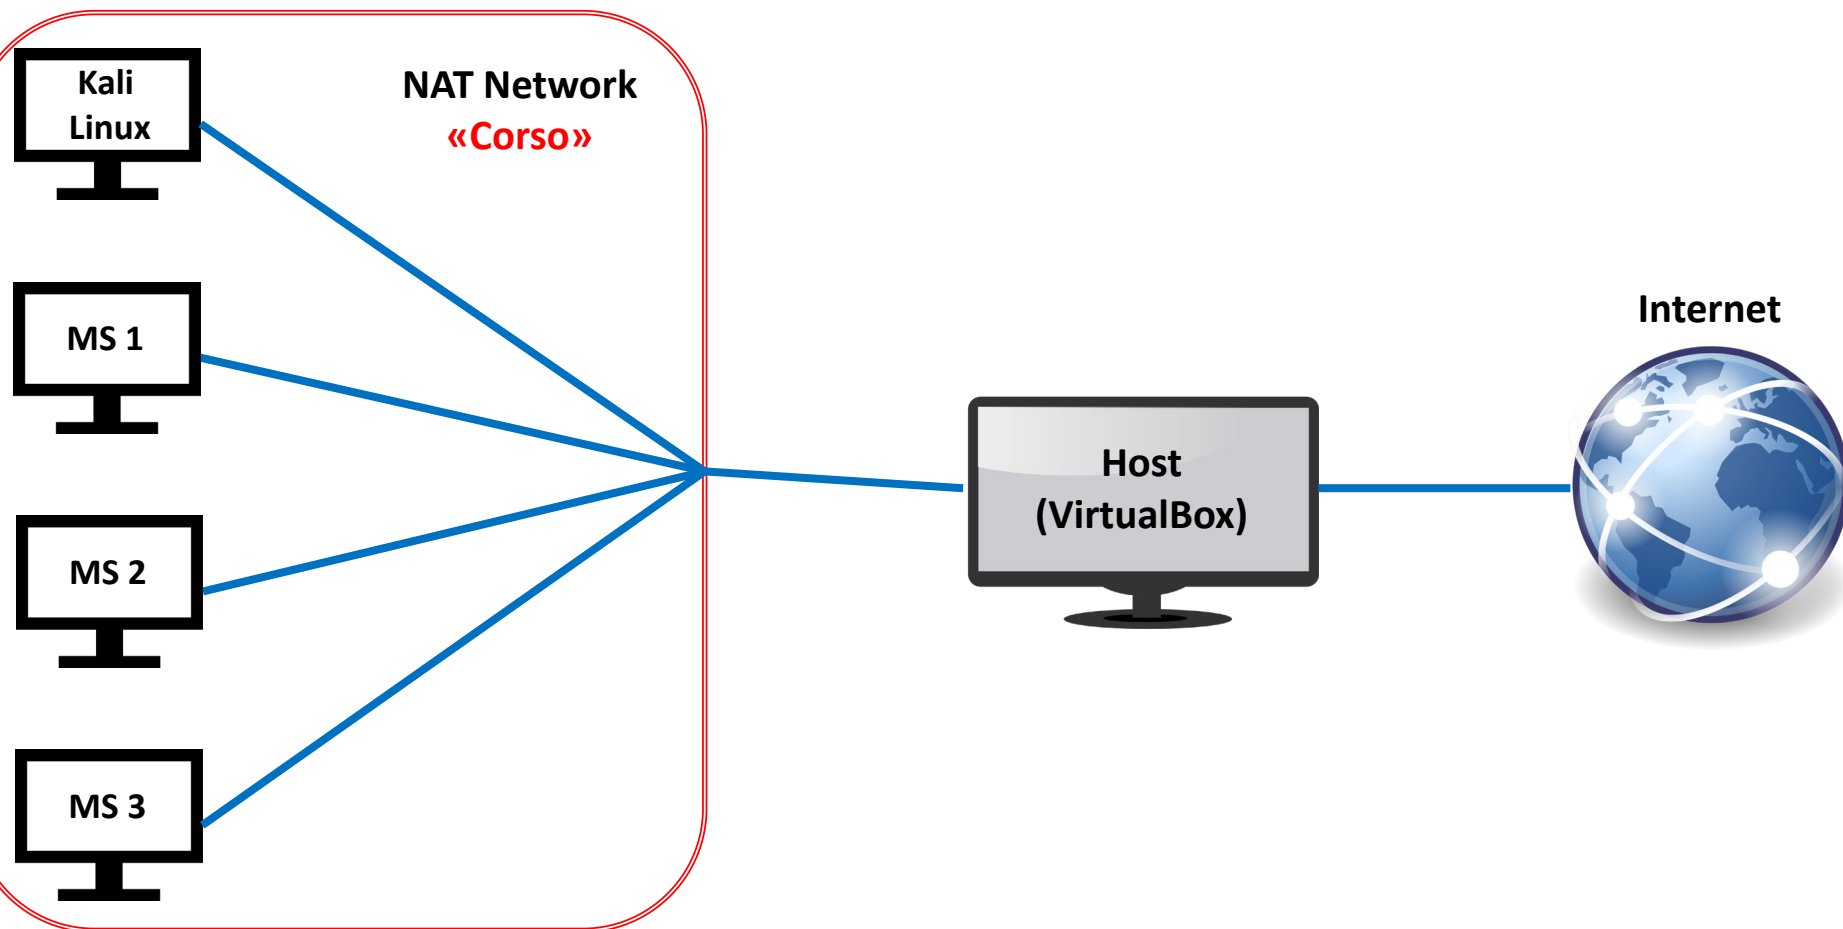 Kali
Linux
NAT Network
«Corso»
MS 1
MS 2
MS 3
Host
(VirtualBox)
Internet